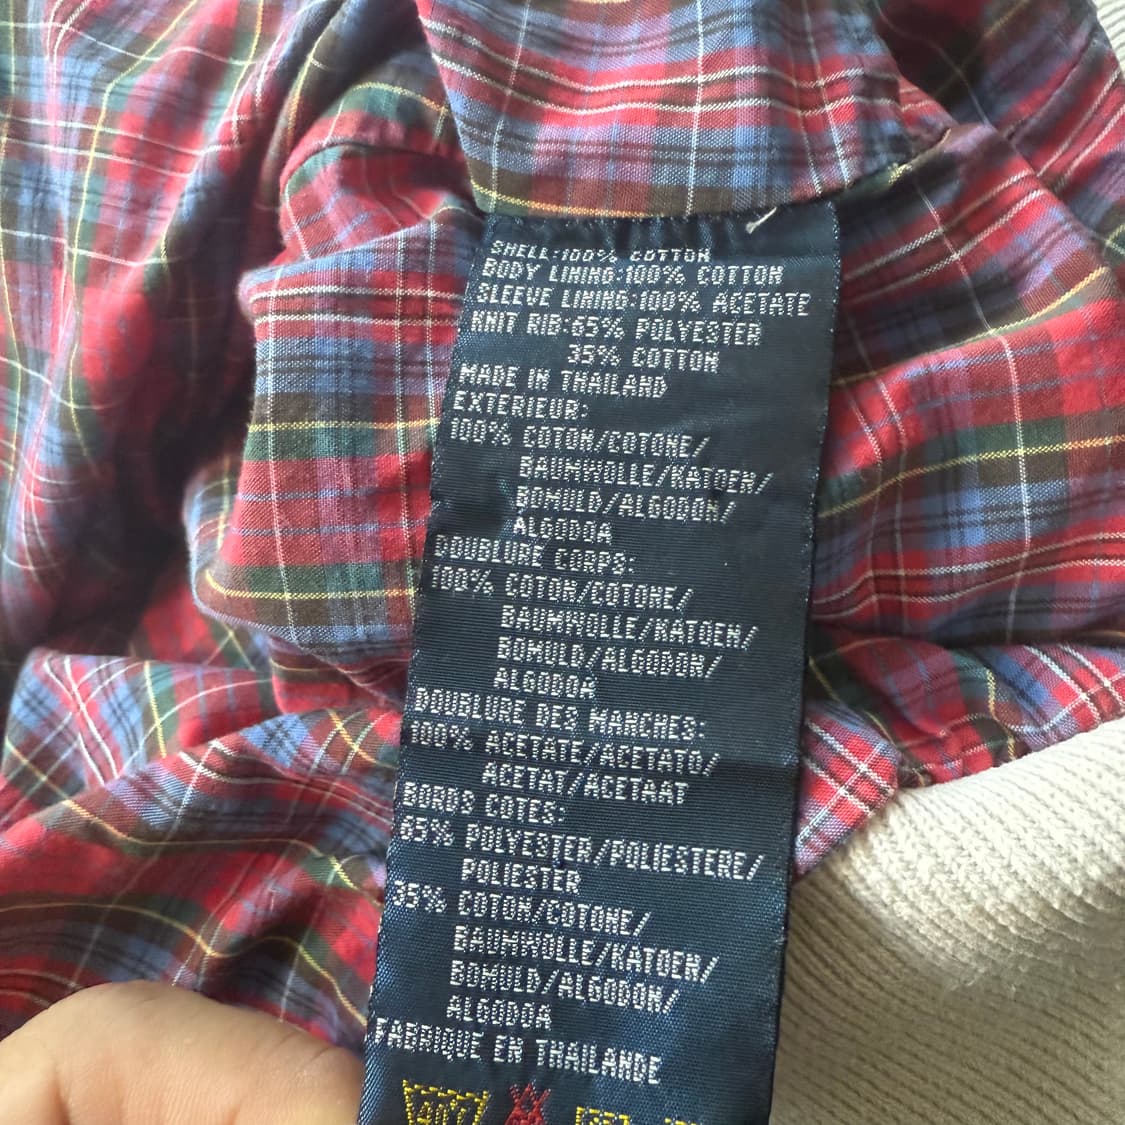 SHELL:100% COTTON
BODY LINING:100% COTTON
SLEEVE LINING:100% ACETATE
KNIT RIB:65% POLYESTER
35% COTTON
MADE IN THAILAND
EXTERIEUR:
100% COTON/COTONE/
BAUMWOLLE/KATOEN/
BOMULD/ALGODON/
ALGODOA
DOUBLURE CORPS:
100% COTON/COTONE/
BAUMWOLLE/KATOEN/
BOMULD/ALGODON/
ALGODOA
DOUBLURE DES MANCHES:
100% ACETATE/ACETATO/
ACETAT/ACETAAT
BORDS COTES:
65% POLYESTER/POLIESTERE/
POLIESTER
35% COTON/COTONE/
BAUMWOLLE/KATOEN/
BOMULD/ALGODON/
ALGODOA
FABRIQUE EN THAILANDE